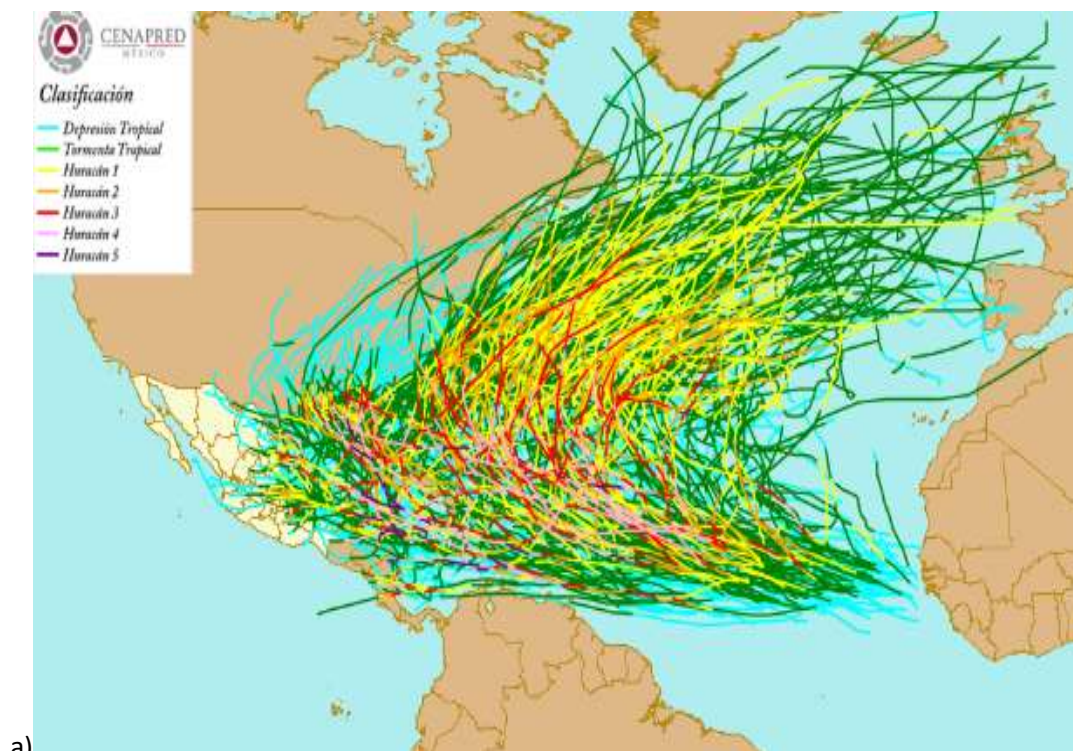 CENAPRED
MÉXICO
Clasificación
Depresión Tropical
Tormenta Tropical
Huracán 1
Huracán 2
Huracán 3
Huracán 4
Huracán 5
a)